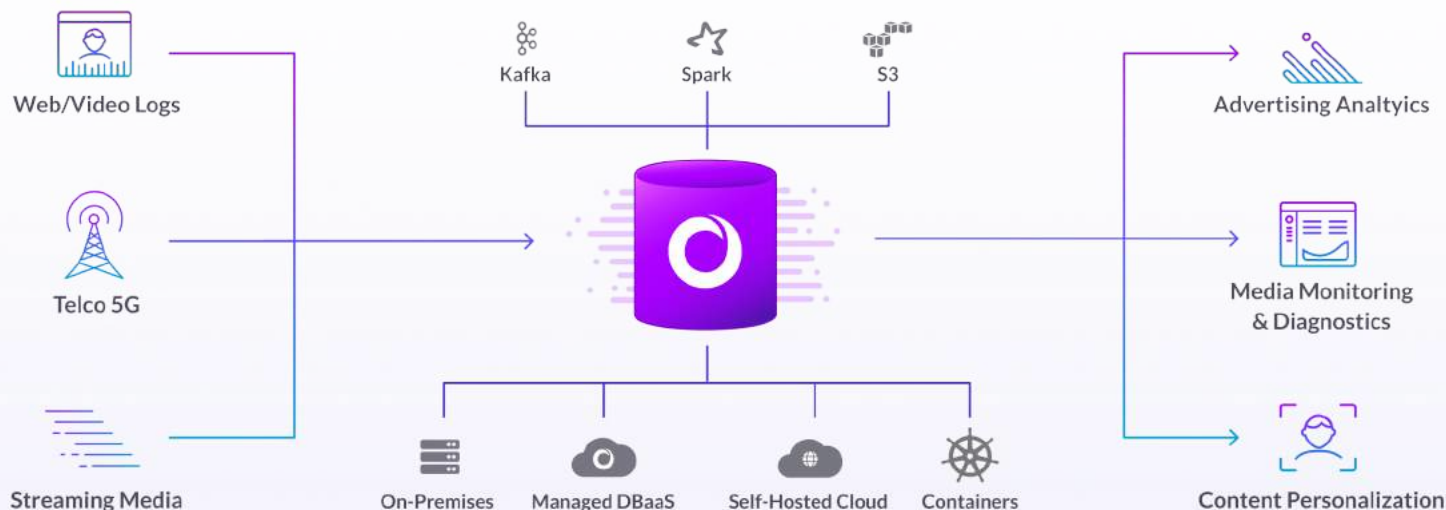 Web/Video Logs
Telco 5G
Streaming Media
Kafka
Spark
S3
On-Premises
Managed DBaaS
Self-Hosted Cloud
Containers
Advertising Analtyics
Media Monitoring
& Diagnostics
Content Personalization